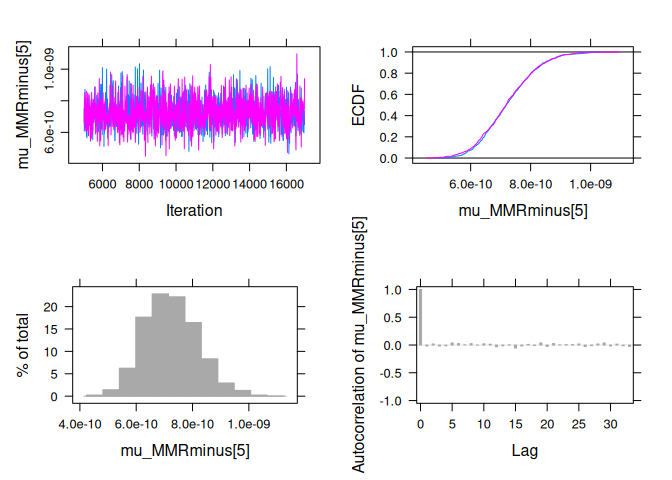 mu_MMRminus[5]
1.0e-09
6.0e-10
6000 8000 10000 12000 14000 16000
Iteration
ECDF
1.0
0.8
0.6
0.4
0.2
0.0
6.0e-10 8.0e-10 1.0e-09
mu_MMRminus[5]
% of total
20
15
10
5
0
4.0e-10 6.0e-10 8.0e-10 1.0e-09
mu_MMRminus[5]
Autocorrelation of mu_MMRminus[5]
1.0
0.5
0.0
-0.5
-1.0
0 5 10 15 20 25 30
Lag